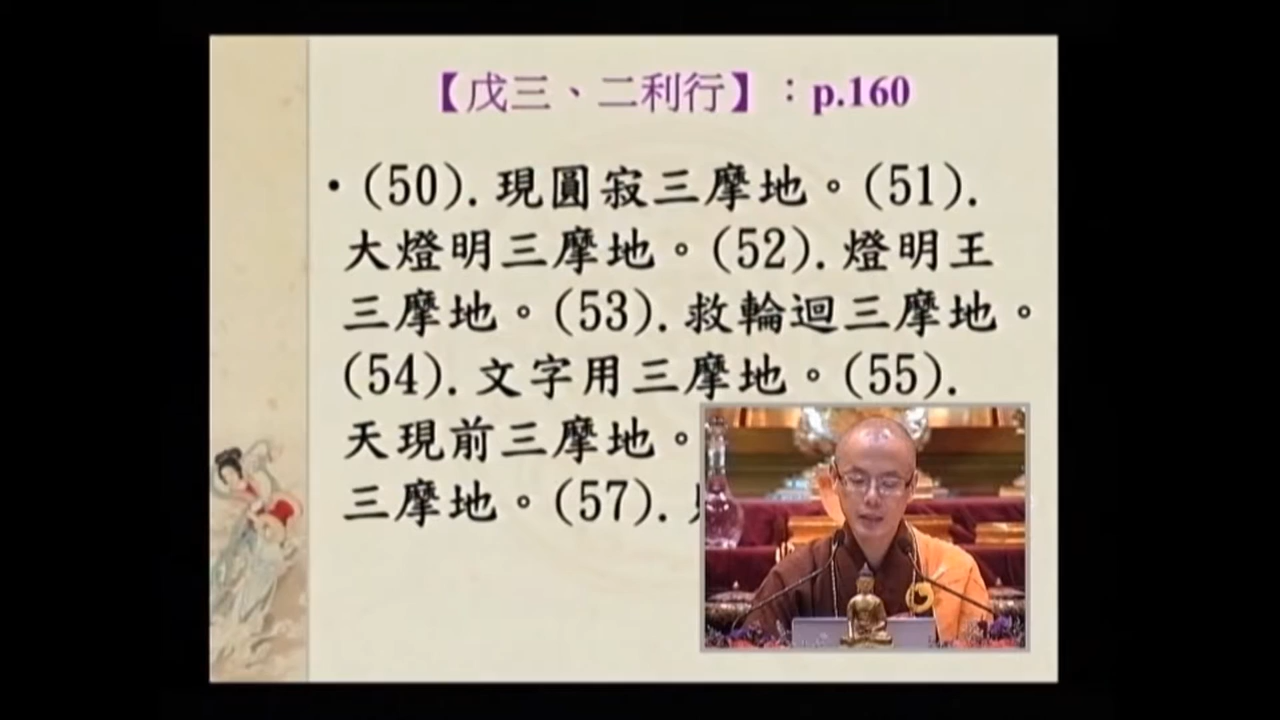 【戊三、二利行】：p.160
•(50).現圓寂三摩地。(51).
大燈明三摩地。(52).燈明王
三摩地。(53).救輪迴三摩地。
(54).文字用三摩地。(55).
天現前三摩地。
三摩地。(57).